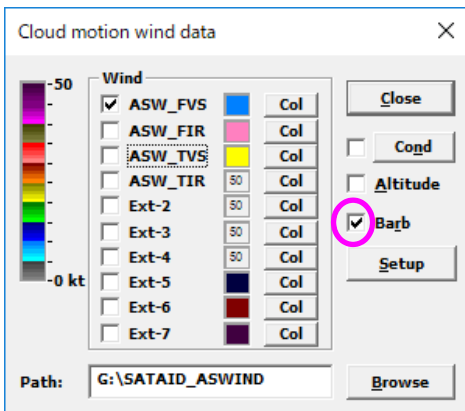 Cloud motion wind data
Wind
50
ASW_FVS Col Close
ASW_FIR Col
ASW_TVS Col Cond
ASW_TIR 50 Col Altitude
Ext-2 50 Col
Ext-3 50 Col Barb
Ext-4 50 Col Setup
0 kt Ext-5 Col
Ext-6 Col
Ext-7 Col
Path: G:\SATAID_ASWIND Browse